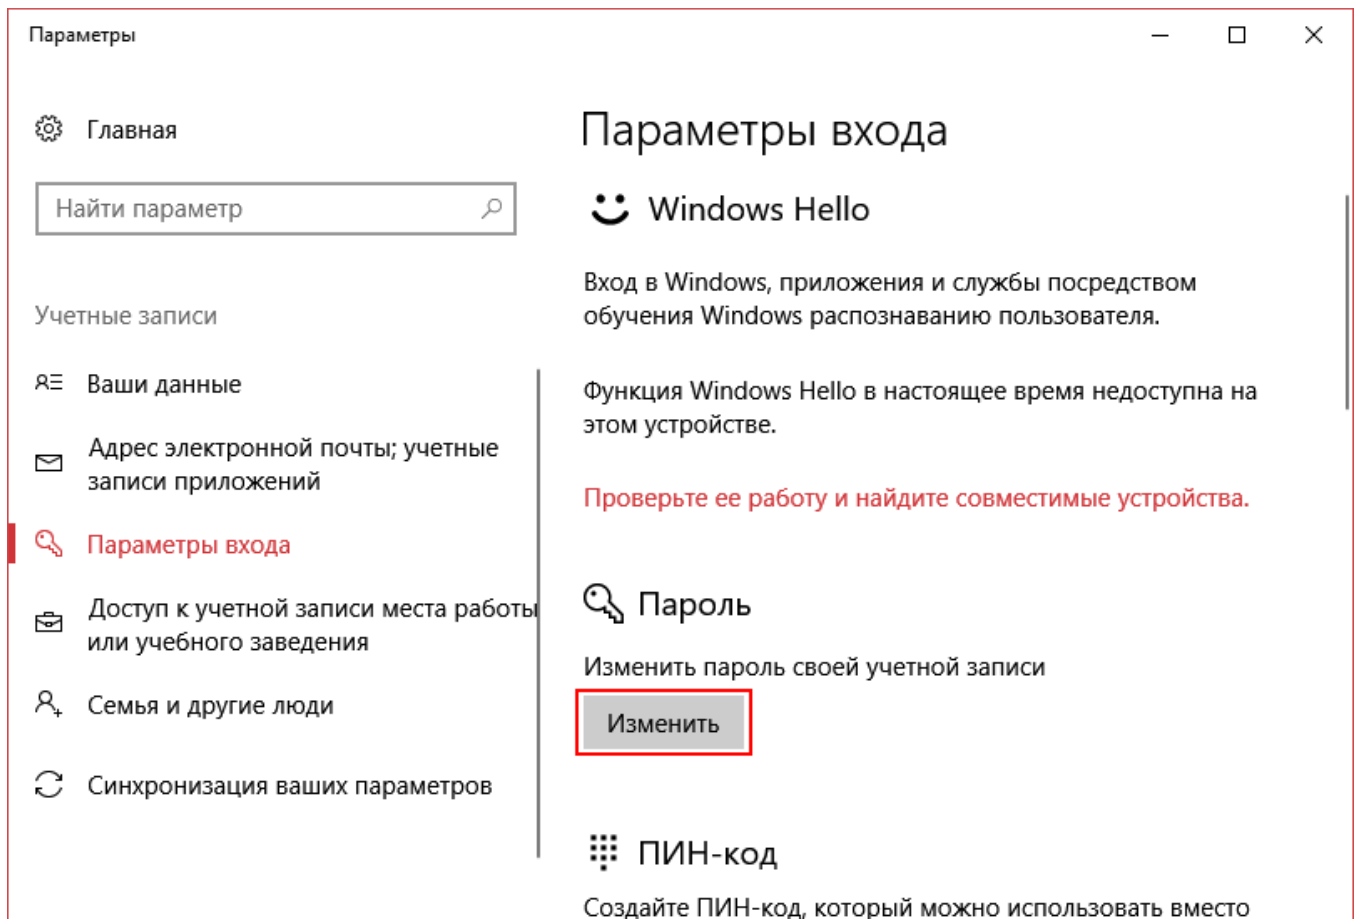 Параметры
Главная
Найти параметр
Учетные записи
Ваши данные
Адрес электронной почты; учетные
записи приложений
Параметры входа
Доступ к учетной записи места работы
или учебного заведения
Семья и другие люди
Синхронизация ваших параметров
Параметры входа
Windows Hello
Вход в Windows, приложения и службы посредством
обучения Windows распознаванию пользователя.
Функция Windows Hello в настоящее время недоступна на
этом устройстве.
Проверьте ее работу и найдите совместимые устройства.
Пароль
Изменить пароль своей учетной записи
Изменить
ПИН-код
Создайте ПИН-код, который можно использовать вместо